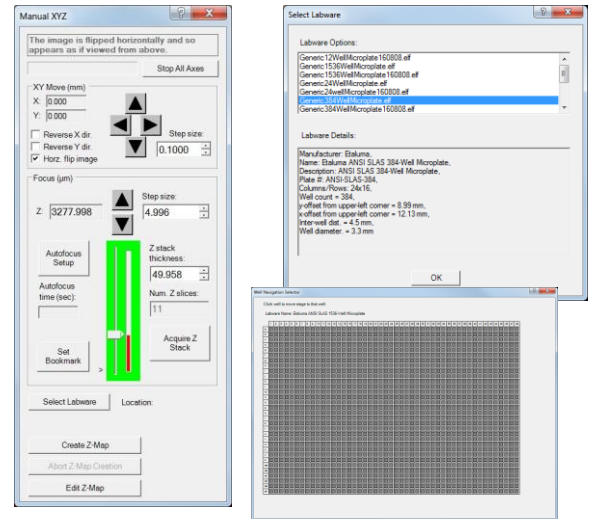 Manual XYZ
The image is flipped horizontally and so
appears as if viewed from above.
Stop All Axes
XY Move (mm)
X: 0.000
Y: 0.000
Reverse X dir.
Reverse Y dir.
Horz. flip image
Step size:
0.1000
Focus (µm)
Z: 3277.998
Step size:
4.996
Autofocus
Setup
Z stack
thickness:
49.958
Autofocus
time (sec):
Num. Z slices:
11
Set
Bookmark
>
Acquire Z
Stack
Select Labware
Location:
Create Z-Map
Abort Z-Map Creation
Edit Z-Map
Select Labware
Labware Options:
Generic12WellMicroplate160808.elf
Generic1536WellMicroplate.elf
Generic1536WellMicroplate160808.elf
Generic24WellMicroplate.elf
Generic24wellMicroplate160808.elf
Generic384WellMicroplate.elf
Generic384WellMicroplate160808.elf
Labware Details:
Manufacturer: Etaluma,
Name: Etaluma ANSI SLAS 384-Well Microplate,
Description: ANSI SLAS 384-Well Microplate,
Plate #: ANSI-SLAS-384,
Columns/Rows: 24x16,
Well count = 384,
y-offset from upper-left corner = 8.99 mm,
x-offset from upper-left corner = 12.13 mm,
Inter-well dist. = 4.5 mm,
Well diameter. = 3.3 mm
OK
Well Navigation Selector
Click well to move stage to that well.
Labware Name: Etaluma ANSI SLAS 1536-Well Microplate